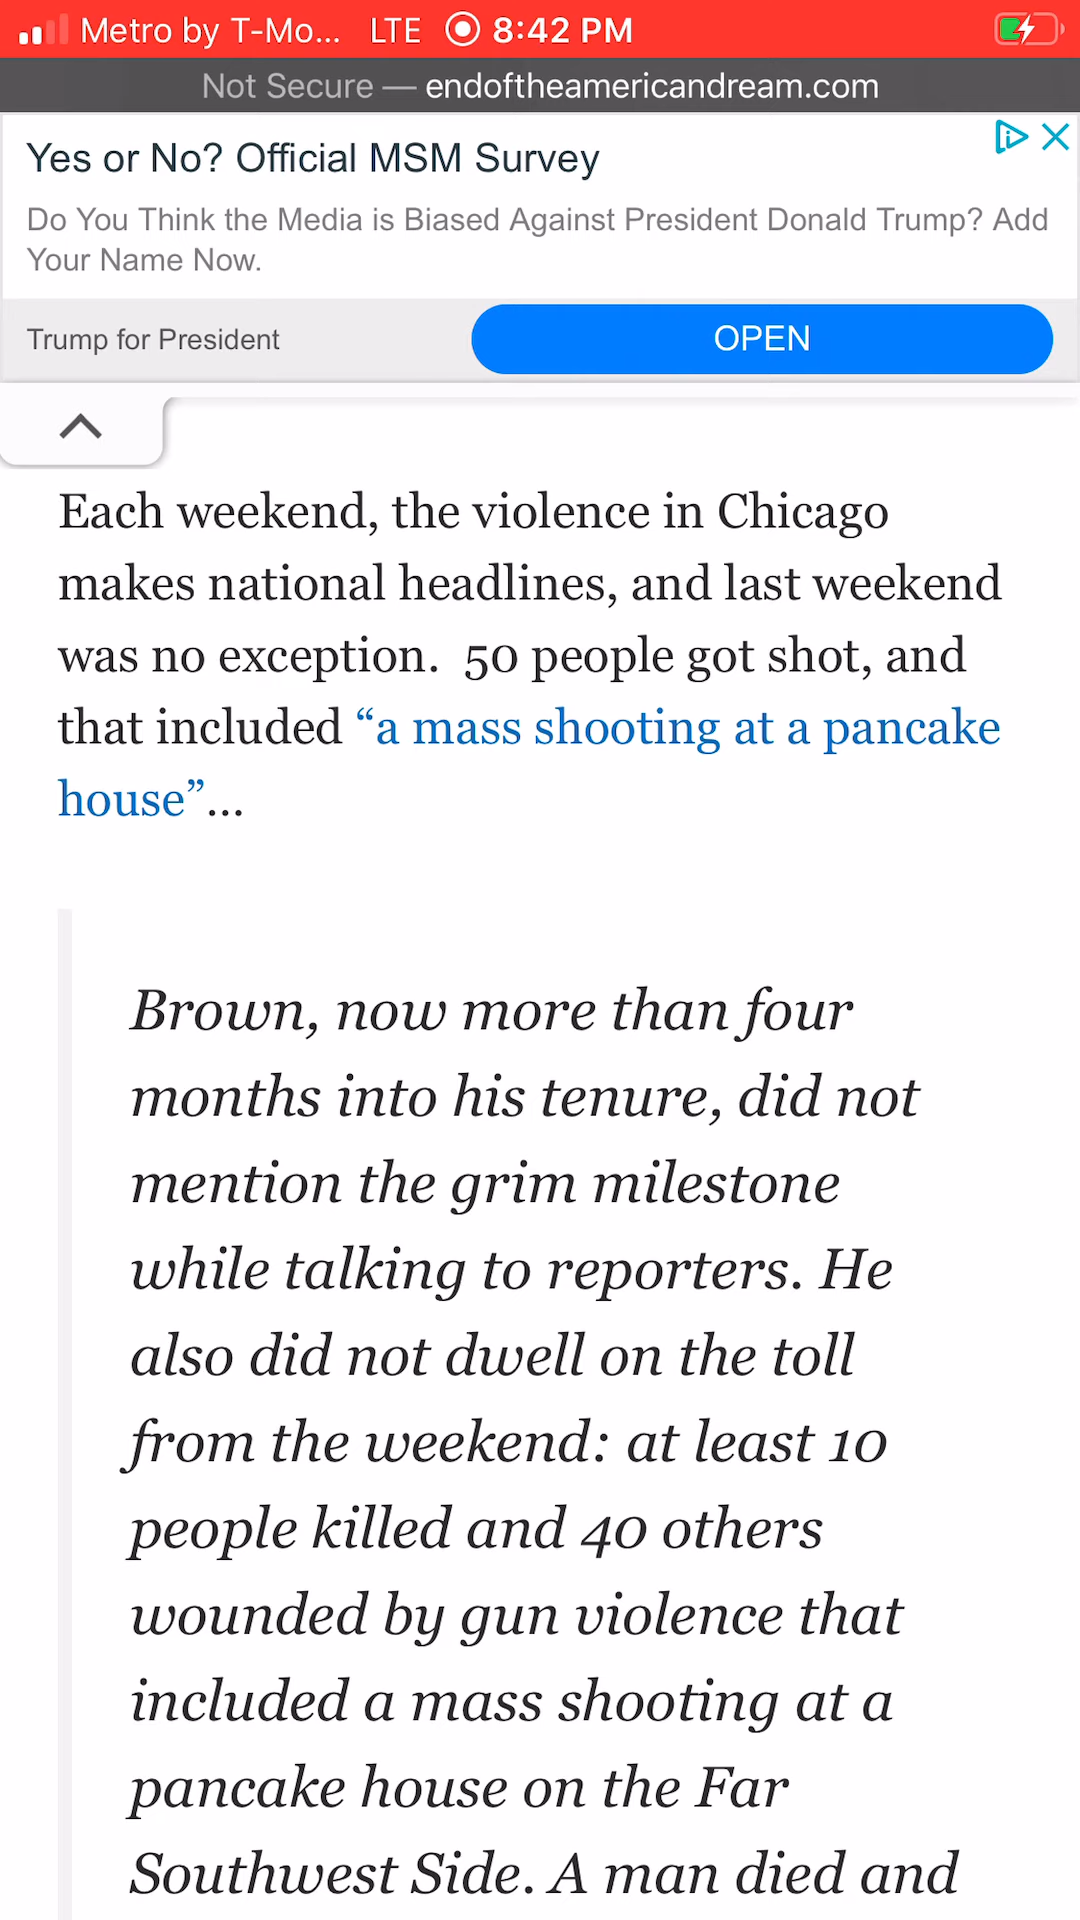 Metro by T-Mo... LTE 8:42 PM
Not Secure — endoftheamericandream.com
Yes or No? Official MSM Survey
Do You Think the Media is Biased Against President Donald Trump? Add
Your Name Now.
Trump for President
OPEN
Each weekend, the violence in Chicago
makes national headlines, and last weekend
was no exception.  50 people got shot, and
that included “a mass shooting at a pancake
house”…
Brown, now more than four
months into his tenure, did not
mention the grim milestone
while talking to reporters. He
also did not dwell on the toll
from the weekend: at least 10
people killed and 40 others
wounded by gun violence that
included a mass shooting at a
pancake house on the Far
Southwest Side. A man died and